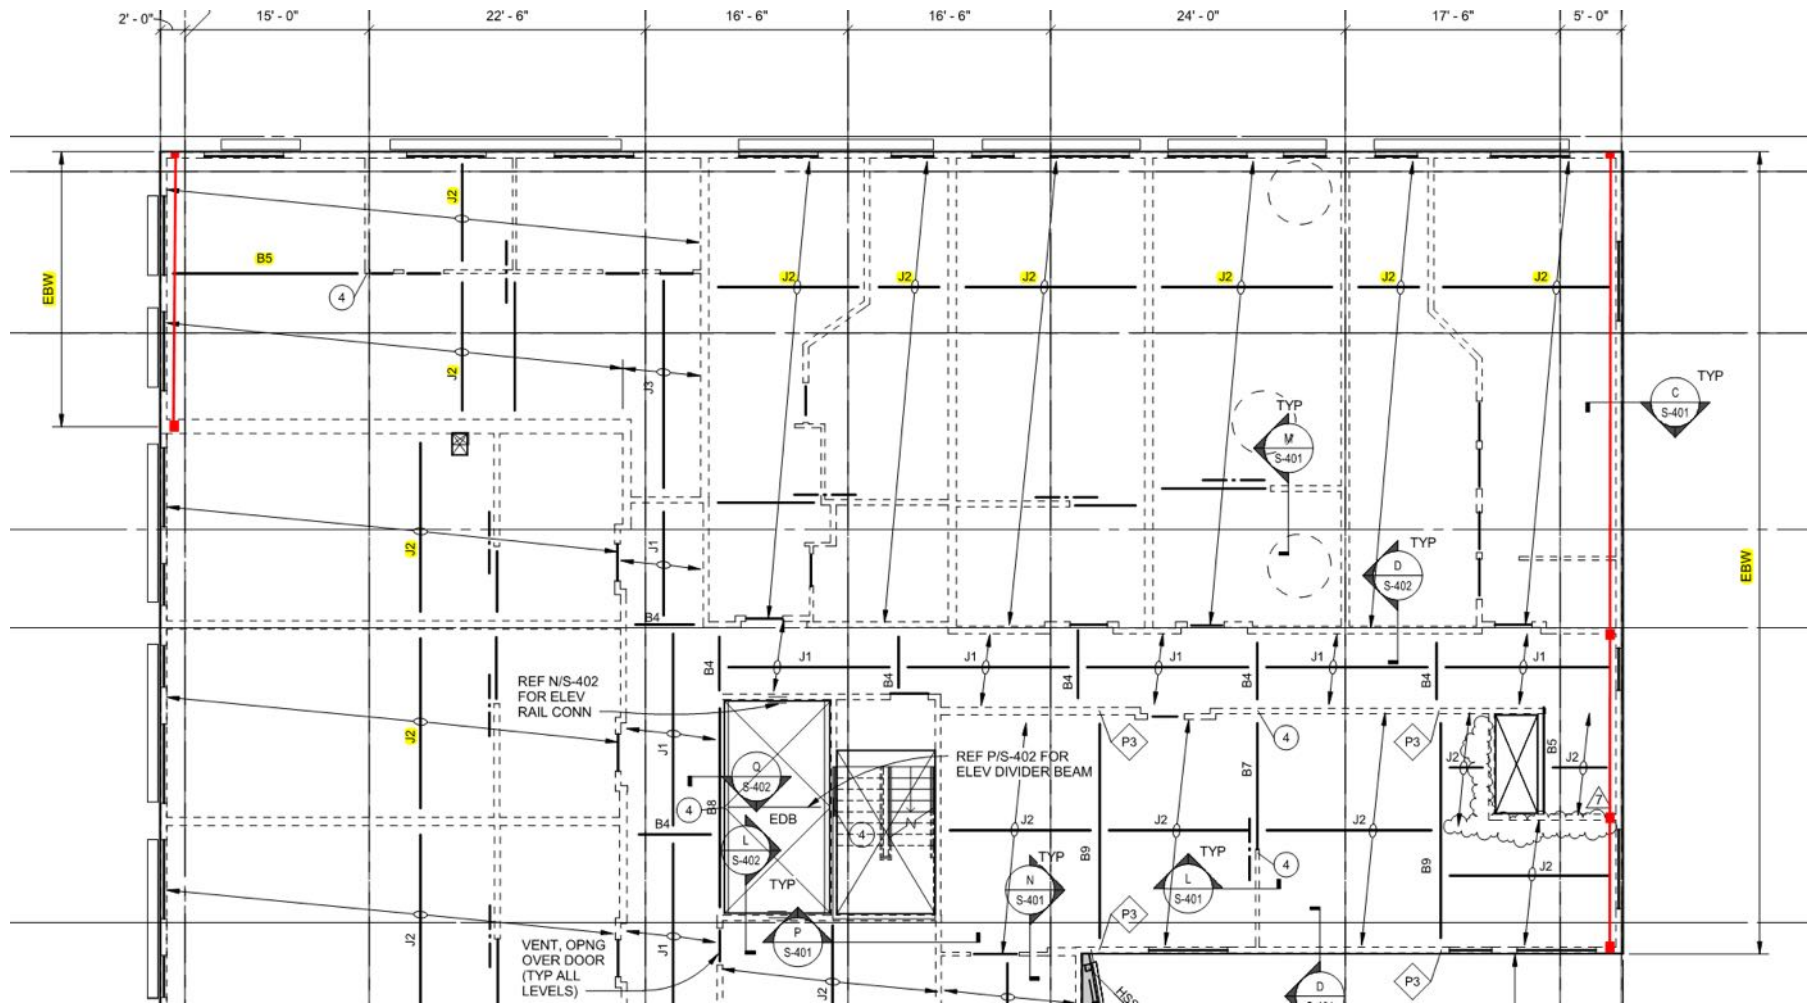 2' - 0"
15' - 0"
22' - 6"
16' - 6"
16' - 6"
24' - 0"
17' - 6"
5' - 0"
J2
B5
EBW
4
J2
J2
J2
J2
J2
J2
J2
J3
TYP
C
S-401
TYP
M
S-401
J2
J1
TYP
D
S-402
EBW
B4
J1
J1
J1
J1
J1
B4
B4
B4
B4
B4
REF N/S-402
FOR ELEV
RAIL CONN
J2
J1
P3
4
P3
REF P/S-402 FOR
ELEV DIVIDER BEAM
Q
S-402
4
B8
B7
J2
B5
J2
7
EDB
B4
L
S-402
4
J2
J2
J2
TYP
B9
TYP
TYP
4
B9
J2
N
S-401
L
S-401
P3
P
S-401
J2
J1
VENT, OPNG
OVER DOOR
(TYP ALL
LEVELS)
J2
P3
D